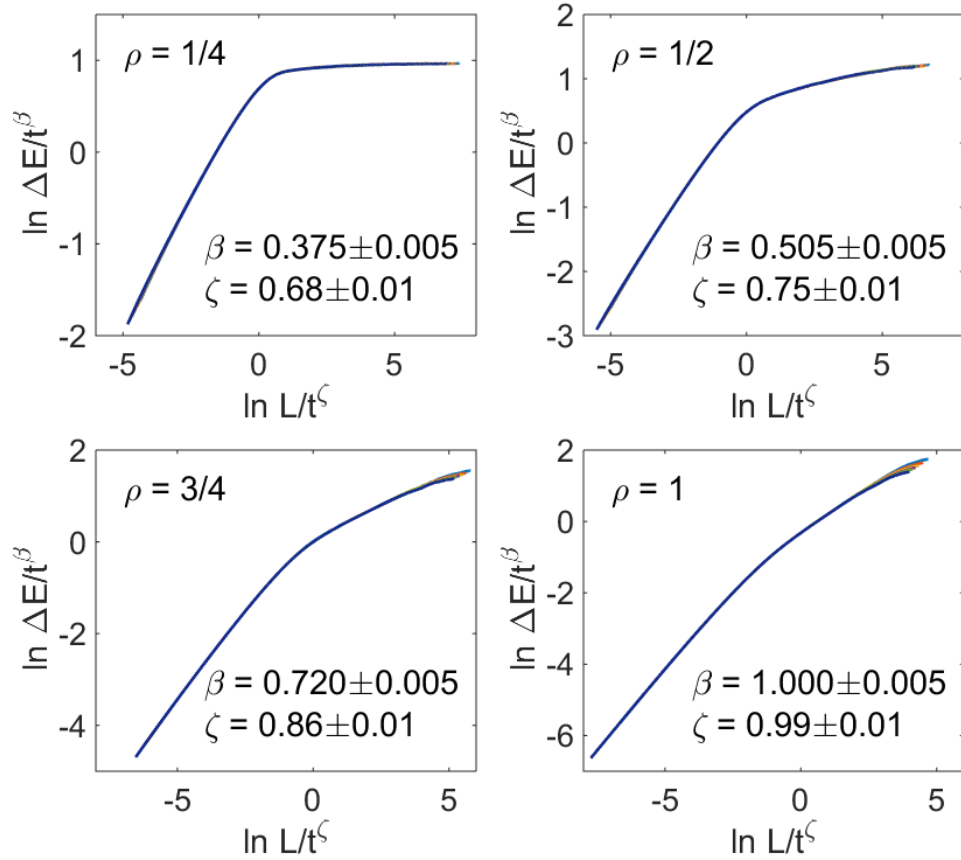 ρ = 1/4
β = 0.375±0.005
ζ = 0.68±0.01
ln ΔE/t^β
1
0
-1
-2
-5
0
5
ln L/t^ζ
ρ = 1/2
β = 0.505±0.005
ζ = 0.75±0.01
ln ΔE/t^β
2
1
0
-1
-2
-3
-5
0
5
ln L/t^ζ
ρ = 3/4
β = 0.720±0.005
ζ = 0.86±0.01
ln ΔE/t^β
2
0
-2
-4
-5
0
5
ln L/t^ζ
ρ = 1
β = 1.000±0.005
ζ = 0.99±0.01
ln ΔE/t^β
2
0
-2
-4
-6
-5
0
5
ln L/t^ζ